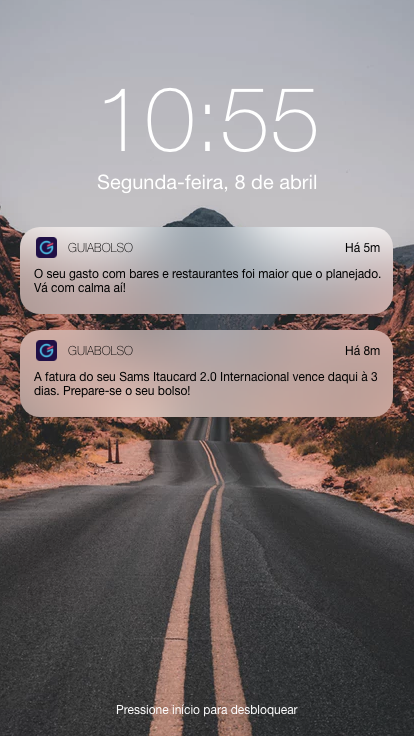 10:55
Segunda-feira, 8 de abril
GUIABOLSO Há 5m
O seu gasto com bares e restaurantes foi maior que o planejado.
Vá com calma aí!
GUIABOLSO Há 8m
A fatura do seu Sams Itaucard 2.0 Internacional vence daqui à 3
dias. Prepare-se o seu bolso!
Pressione início para desbloquear